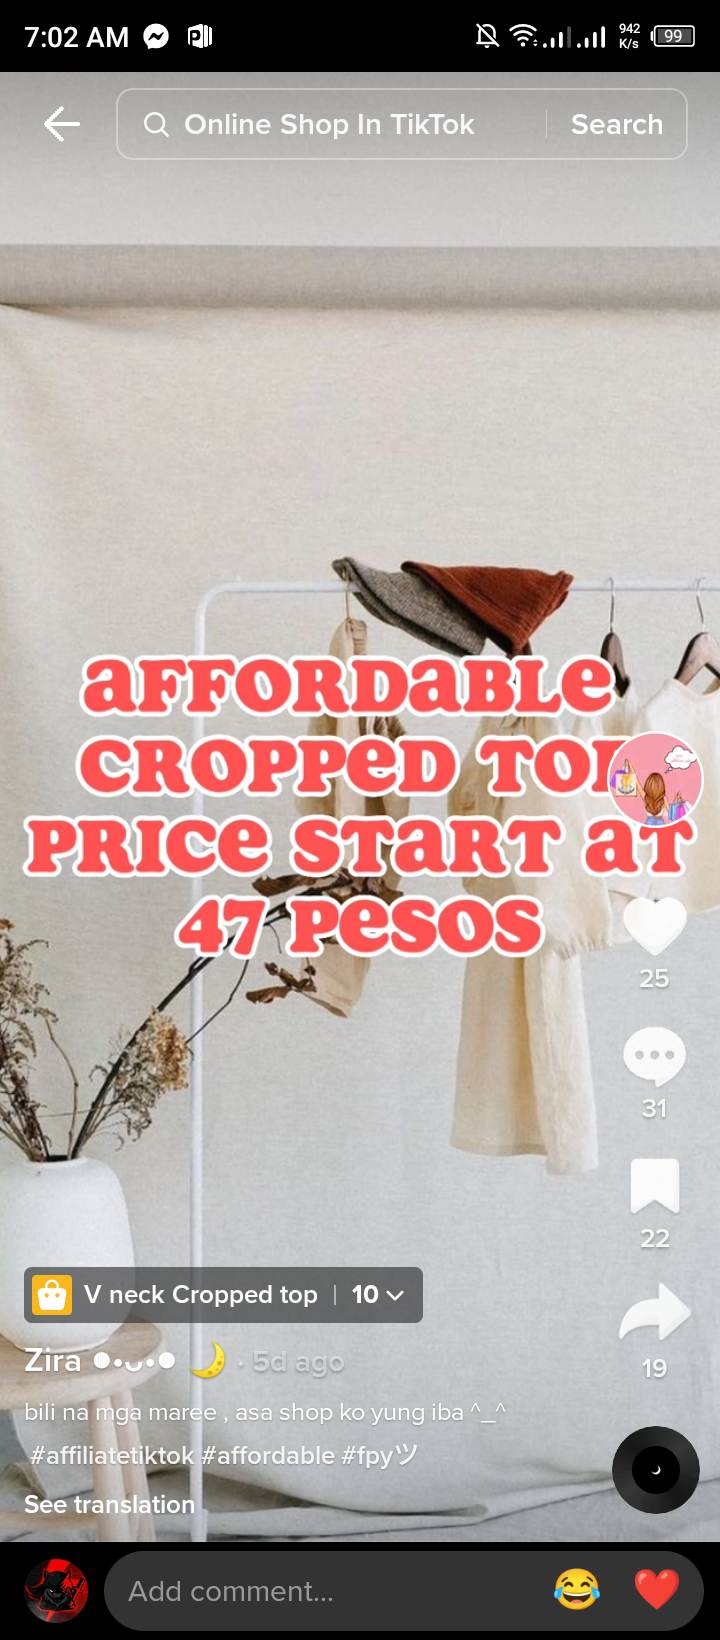 7:02 AM
942
K/s
99
Online Shop In TikTok
Search
aFFORDaBLe
CROPPeD TOP
PRICe STaRT aT
47 PeSOS
25
31
22
V neck Cropped top | 10
19
Zira ●•ᴗ•● 🌙 · 5d ago
bili na mga maree , asa shop ko yung iba ^_^
#affiliatetiktok #affordable #fpyツ
See translation
Add comment...